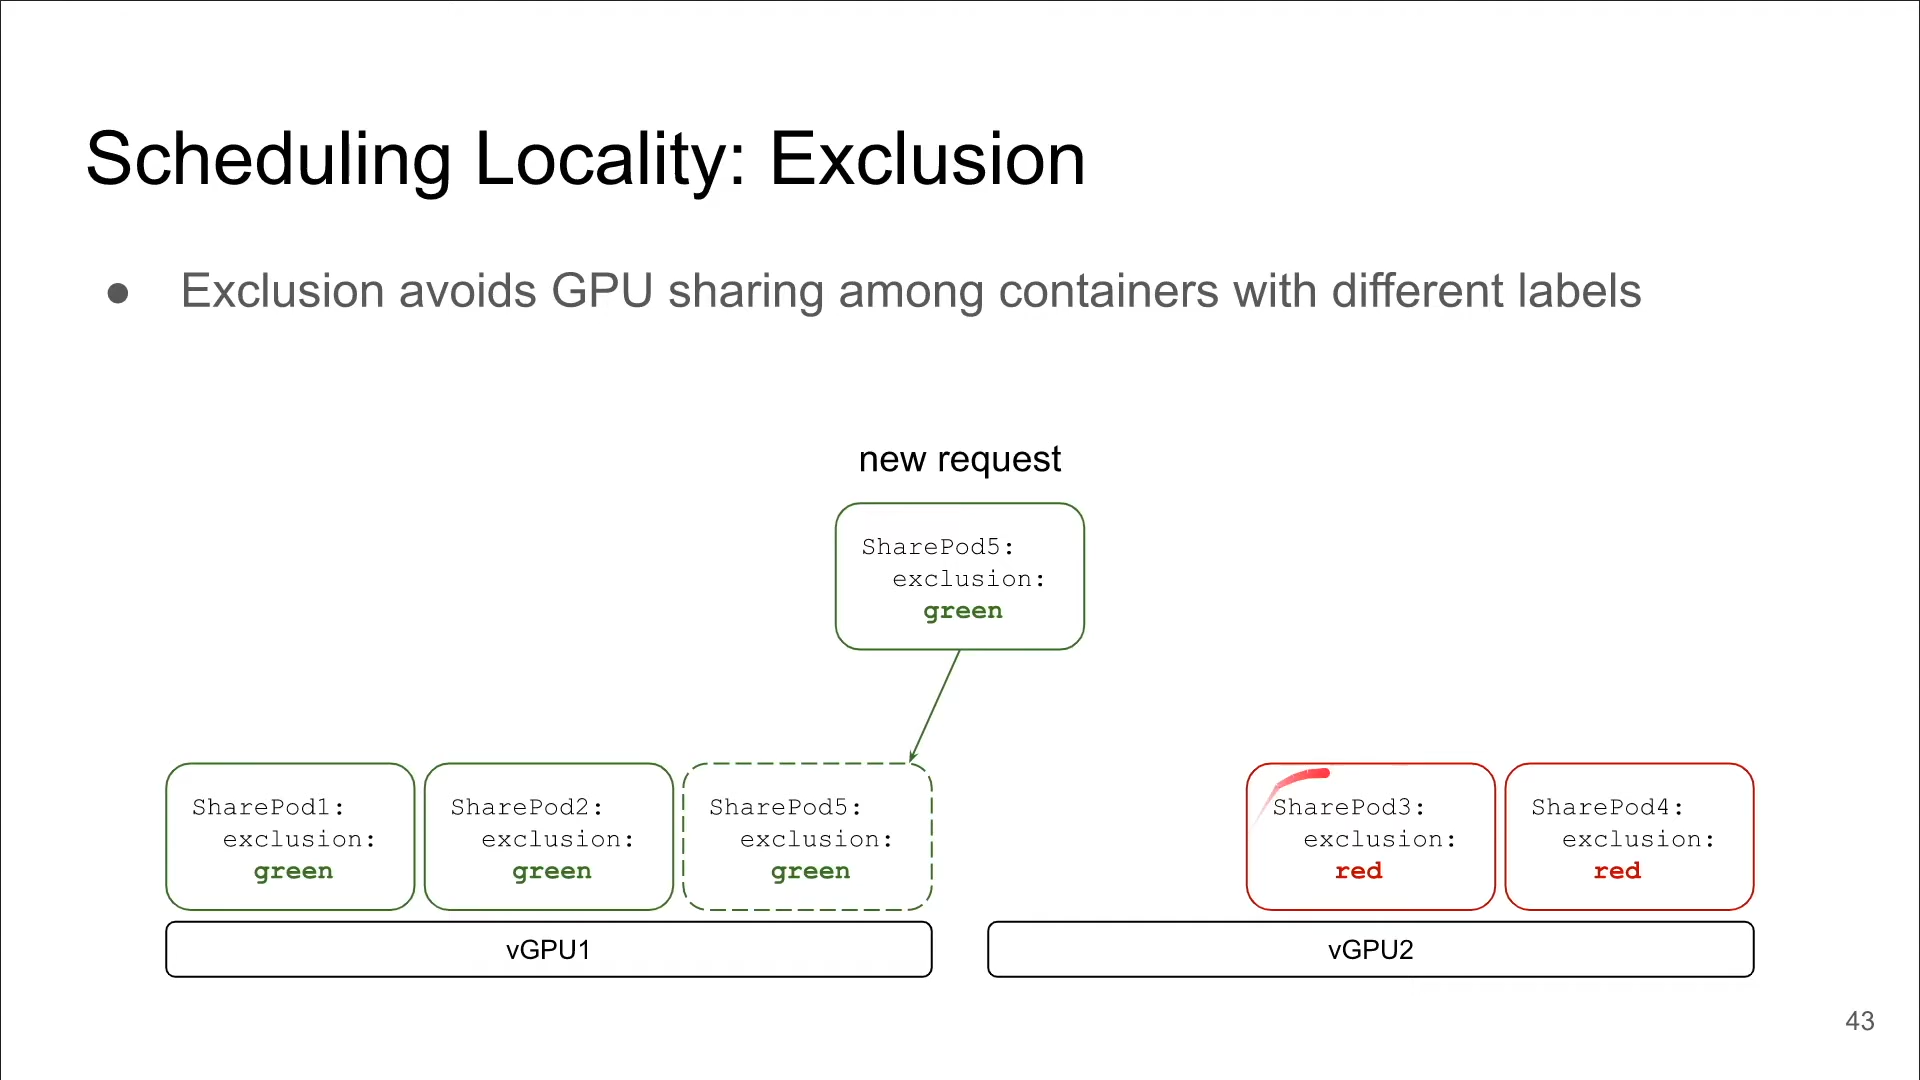 Scheduling Locality: Exclusion
● Exclusion avoids GPU sharing among containers with different labels
new request
SharePod5:
exclusion:
green
SharePod1:
exclusion:
green
SharePod2:
exclusion:
green
SharePod5:
exclusion:
green
SharePod3:
exclusion:
red
SharePod4:
exclusion:
red
vGPU1
vGPU2
43